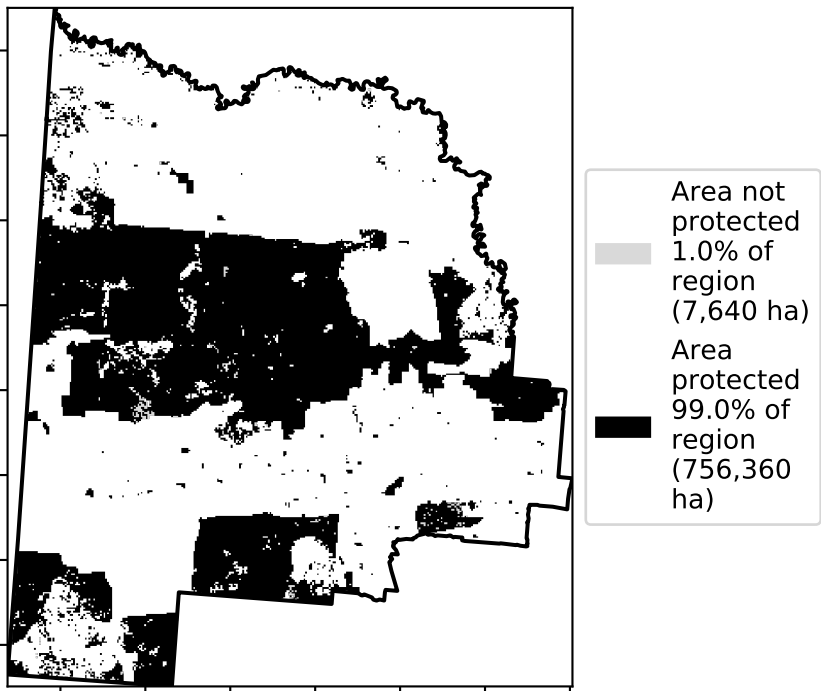 Area not
protected
1.0% of
region
(7,640 ha)
Area
protected
99.0% of
region
(756,360
ha)